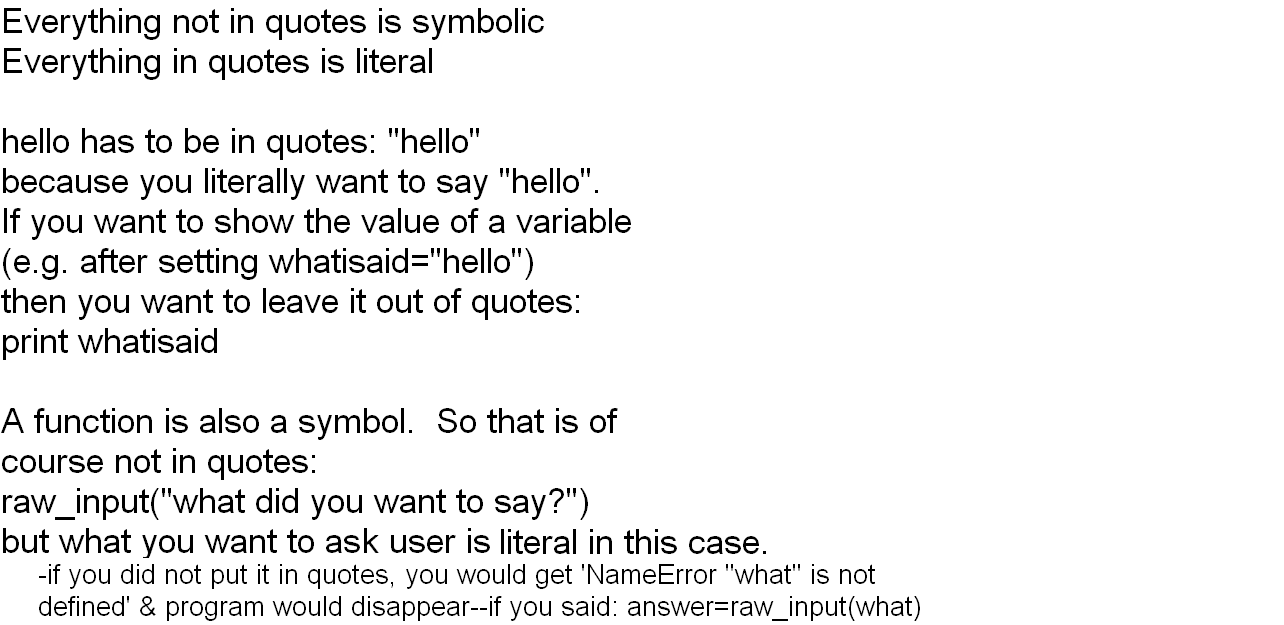 Everything not in quotes is symbolic
Everything in quotes is literal
hello has to be in quotes: "hello"
because you literally want to say "hello".
If you want to show the value of a variable
(e.g. after setting whatisaid="hello")
then you want to leave it out of quotes:
print whatisaid
A function is also a symbol.  So that is of
course not in quotes:
raw_input("what did you want to say?")
but what you want to ask user is literal in this case.
-if you did not put it in quotes, you would get 'NameError "what" is not
defined' & program would disappear--if you said: answer=raw_input(what)